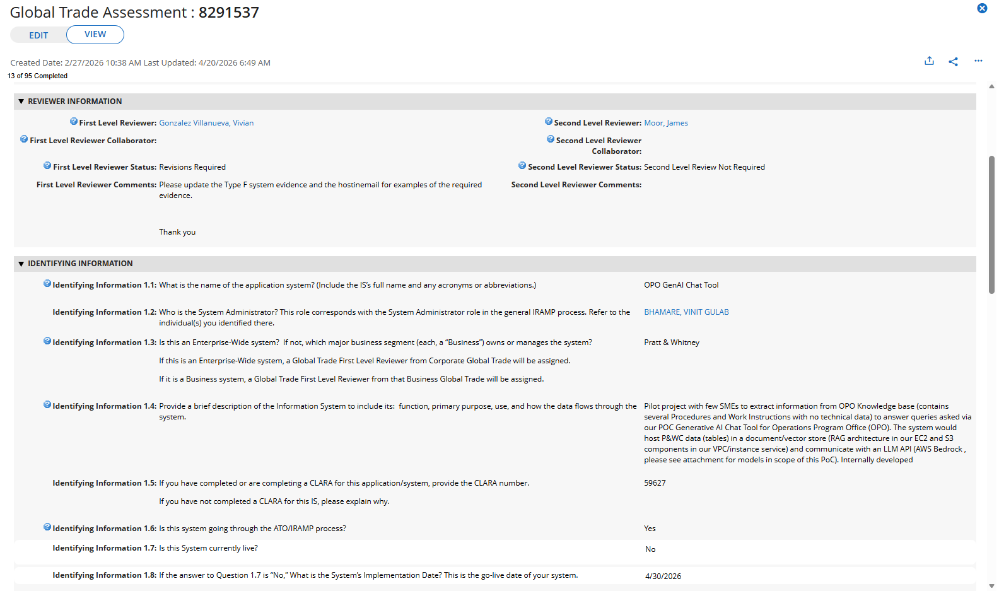 Global Trade Assessment : 8291537
EDIT
VIEW
Created Date: 2/27/2026 10:38 AM Last Updated: 4/20/2026 6:49 AM
13 of 95 Completed
▼ REVIEWER INFORMATION
First Level Reviewer: Gonzalez Villanueva, Vivian
Second Level Reviewer: Moor, James
First Level Reviewer Collaborator:
Second Level Reviewer
Collaborator:
First Level Reviewer Status: Revisions Required
Second Level Reviewer Status: Second Level Review Not Required
First Level Reviewer Comments: Please update the Type F system evidence and the hostinemail for examples of the required
evidence.
Thank you
Second Level Reviewer Comments:
▼ IDENTIFYING INFORMATION
Identifying Information 1.1: What is the name of the application system? (Include the IS's full name and any acronyms or abbreviations.)
OPO GenAI Chat Tool
Identifying Information 1.2: Who is the System Administrator? This role corresponds with the System Administrator role in the general IRAMP process. Refer to the
individual(s) you identified there.
BHAMARE, VINIT GULAB
Identifying Information 1.3: Is this an Enterprise-Wide system?  If not, which major business segment (each, a “Business”) owns or manages the system?
If this is an Enterprise-Wide system, a Global Trade First Level Reviewer from Corporate Global Trade will be assigned.
If it is a Business system, a Global Trade First Level Reviewer from that Business Global Trade will be assigned.
Pratt & Whitney
Identifying Information 1.4: Provide a brief description of the Information System to include its:  function, primary purpose, use, and how the data flows through the
system.
Pilot project with few SMEs to extract information from OPO Knowledge base (contains
several Procedures and Work Instructions with no technical data) to answer queries asked via
our POC Generative AI Chat Tool for Operations Program Office (OPO). The system would
host P&WC data (tables) in a document/vector store (RAG architecture in our EC2 and S3
components in our VPC/instance service) and communicate with an LLM API (AWS Bedrock ,
please see attachment for models in scope of this PoC). Internally developed
Identifying Information 1.5: If you have completed or are completing a CLARA for this application/system, provide the CLARA number.
If you have not completed a CLARA for this IS, please explain why.
59627
Identifying Information 1.6: Is this system going through the ATO/IRAMP process?
Yes
Identifying Information 1.7: Is this System currently live?
No
Identifying Information 1.8: If the answer to Question 1.7 is “No,” What is the System’s Implementation Date? This is the go-live date of your system.
4/30/2026